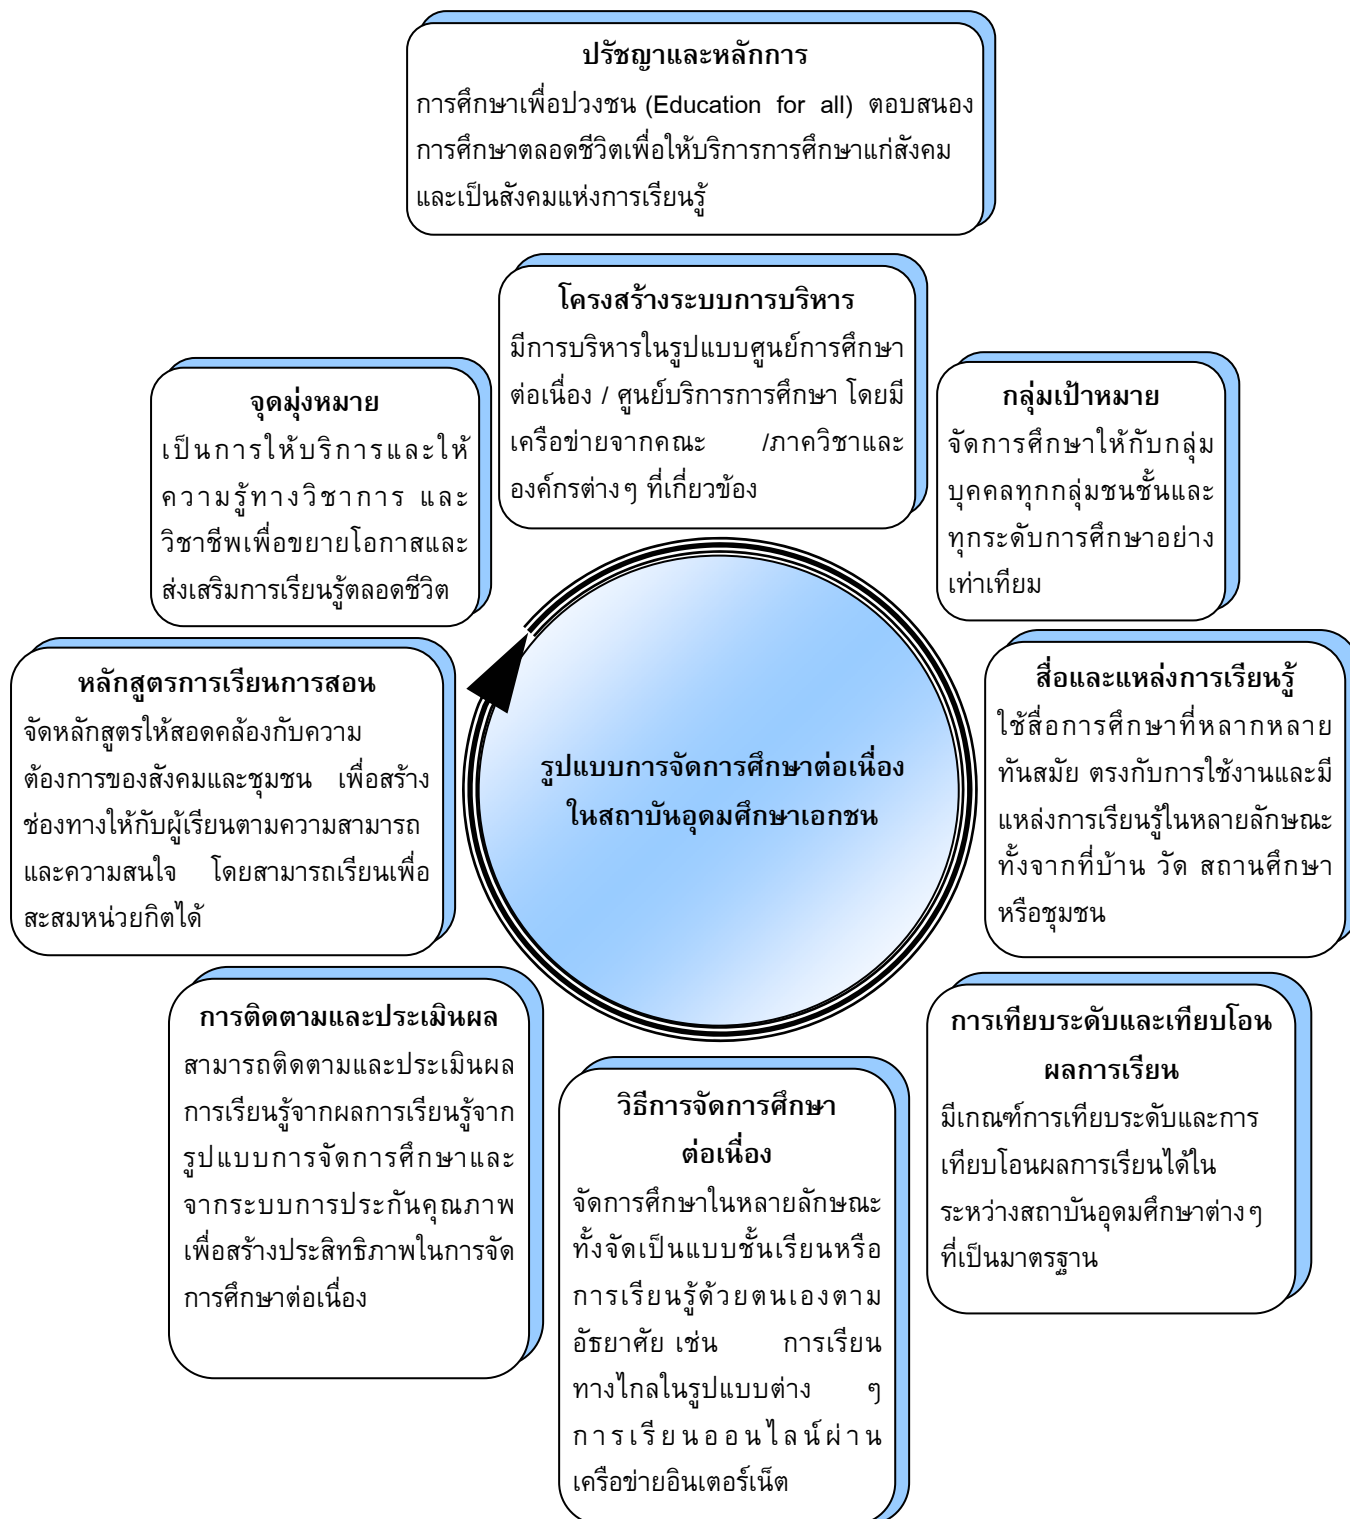 ปรัชญาและหลักการ
การศึกษาเพื่อปวงชน (Education for all) ตอบสนอง
การศึกษาตลอดชีวิตเพื่อให้บริการการศึกษาแก่สังคม
และเป็นสังคมแห่งการเรียนรู้
โครงสร้างระบบการบริหาร
มีการบริหารในรูปแบบศูนย์การศึกษา
ต่อเนื่อง / ศูนย์บริการการศึกษา โดยมี
เครือข่ายจากคณะ /ภาควิชาและ
องค์กรต่างๆ ที่เกี่ยวข้อง
จุดมุ่งหมาย
เป็นการให้บริการและให้
ความรู้ทางวิชาการ และ
วิชาชีพเพื่อขยายโอกาสและ
ส่งเสริมการเรียนรู้ตลอดชีวิต
กลุ่มเป้าหมาย
จัดการศึกษาให้กับกลุ่ม
บุคคลทุกกลุ่มชนชั้นและ
ทุกระดับการศึกษาอย่าง
เท่าเทียม
หลักสูตรการเรียนการสอน
จัดหลักสูตรให้สอดคล้องกับความ
ต้องการของสังคมและชุมชน เพื่อสร้าง
ช่องทางให้กับผู้เรียนตามความสามารถ
และความสนใจ โดยสามารถเรียนเพื่อ
สะสมหน่วยกิตได้
รูปแบบการจัดการศึกษาต่อเนื่อง
ในสถาบันอุดมศึกษาเอกชน
สื่อและแหล่งการเรียนรู้
ใช้สื่อการศึกษาที่หลากหลาย
ทันสมัย ตรงกับการใช้งานและมี
แหล่งการเรียนรู้ในหลายลักษณะ
ทั้งจากที่บ้าน วัด สถานศึกษา
หรือชุมชน
การติดตามและประเมินผล
สามารถติดตามและประเมินผล
การเรียนรู้จากผลการเรียนรู้จาก
รูปแบบการจัดการศึกษาและ
จากระบบการประกันคุณภาพ
เพื่อสร้างประสิทธิภาพในการจัด
การศึกษาต่อเนื่อง
วิธีการจัดการศึกษา
ต่อเนื่อง
จัดการศึกษาในหลายลักษณะ
ทั้งจัดเป็นแบบชั้นเรียนหรือ
การเรียนรู้ด้วยตนเองตาม
อัธยาศัย เช่น การเรียน
ทางไกลในรูปแบบต่าง ๆ
การเรียนออนไลน์ผ่าน
เครือข่ายอินเตอร์เน็ต
การเทียบระดับและเทียบโอน
ผลการเรียน
มีเกณฑ์การเทียบระดับและการ
เทียบโอนผลการเรียนได้ใน
ระหว่างสถาบันอุดมศึกษาต่างๆ
ที่เป็นมาตรฐาน